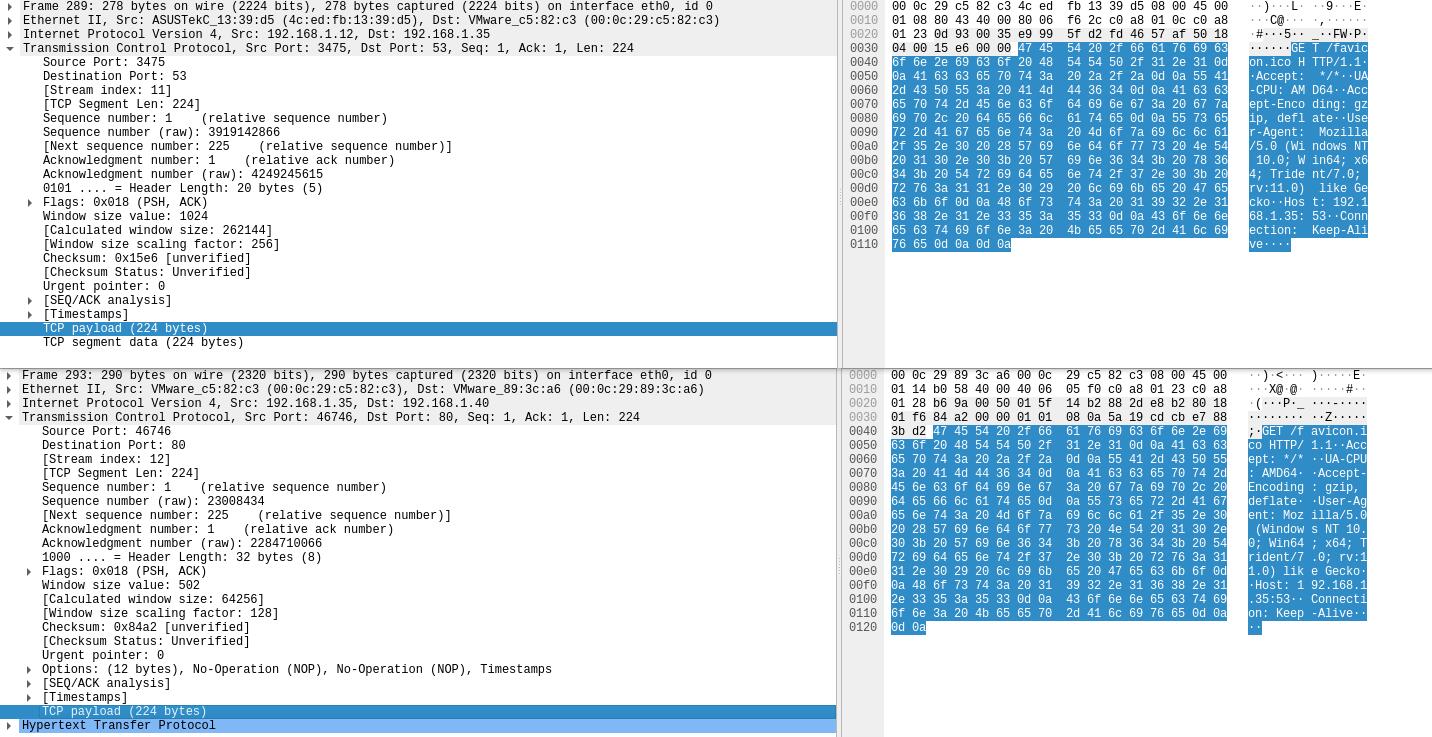 Frame 289: 278 bytes on wire (2224 bits), 278 bytes captured (2224 bits) on interface eth0, id 0
Ethernet II, Src: ASUSTekC_13:39:d5 (4c:ed:fb:13:39:d5), Dst: VMware_c5:82:c3 (00:0c:29:c5:82:c3)
Internet Protocol Version 4, Src: 192.168.1.12, Dst: 192.168.1.35
Transmission Control Protocol, Src Port: 3475, Dst Port: 53, Seq: 1, Ack: 1, Len: 224
Source Port: 3475
Destination Port: 53
[Stream index: 11]
[TCP Segment Len: 224]
Sequence number: 1    (relative sequence number)
Sequence number (raw): 3919142866
[Next sequence number: 225    (relative sequence number)]
Acknowledgment number: 1    (relative ack number)
Acknowledgment number (raw): 4249245615
0101 .... = Header Length: 20 bytes (5)
Flags: 0x018 (PSH, ACK)
Window size value: 1024
[Calculated window size: 262144]
[Window size scaling factor: 256]
Checksum: 0x15e6 [unverified]
[Checksum Status: Unverified]
Urgent pointer: 0
[SEQ/ACK analysis]
[Timestamps]
TCP payload (224 bytes)
TCP segment data (224 bytes)
0000  00 0c 29 c5 82 c3 4c ed  fb 13 39 d5 08 00 45 00  ··)···L· ··9···E·
0010  01 08 80 43 40 00 80 06  f6 2c c0 a8 01 0c c0 a8  ···C@··· ·,······
0020  01 23 0d 93 00 35 e9 99  5f d2 fd 46 57 af 50 18  ·#···5·· _··FW·P·
0030  04 00 15 e6 00 00 47 45  54 20 2f 66 61 76 69 63  ······GE T /favic
0040  6f 6e 2e 69 63 6f 20 48  54 54 50 2f 31 2e 31 0d  on.ico H TTP/1.1·
0050  0a 41 63 63 65 70 74 3a  20 2a 2f 2a 0d 0a 55 41  ·Accept:  */*··UA
0060  2d 43 50 55 3a 20 41 4d  44 36 34 0d 0a 41 63 63  -CPU: AM D64··Acc
0070  65 70 74 2d 45 6e 63 6f  64 69 6e 67 3a 20 67 7a  ept-Enco ding: gz
0080  69 70 2c 20 64 65 66 6c  61 74 65 0d 0a 55 73 65  ip, defl ate··Use
0090  72 2d 41 67 65 6e 74 3a  20 4d 6f 7a 69 6c 6c 61  r-Agent:  Mozilla
00a0  2f 35 2e 30 20 28 57 69  6e 64 6f 77 73 20 4e 54  /5.0 (Wi ndows NT
00b0  20 31 30 2e 30 3b 20 57  69 6e 36 34 3b 20 78 36   10.0; W in64; x6
00c0  34 3b 20 54 72 69 64 65  6e 74 2f 37 2e 30 3b 20  4; Tride nt/7.0;
00d0  72 76 3a 31 31 2e 30 29  20 6c 69 6b 65 20 47 65  rv:11.0)  like Ge
00e0  63 6b 6f 0d 0a 48 6f 73  74 3a 20 31 39 32 2e 31  cko··Hos t: 192.1
00f0  36 38 2e 31 2e 33 35 3a  35 33 0d 0a 43 6f 6e 6e  68.1.35: 53··Conn
0100  65 63 74 69 6f 6e 3a 20  4b 65 65 70 2d 41 6c 69  ection:  Keep-Ali
0110  76 65 0d 0a 0d 0a  ve····
Frame 293: 290 bytes on wire (2320 bits), 290 bytes captured (2320 bits) on interface eth0, id 0
Ethernet II, Src: VMware_c5:82:c3 (00:0c:29:c5:82:c3), Dst: VMware_89:3c:a6 (00:0c:29:89:3c:a6)
Internet Protocol Version 4, Src: 192.168.1.35, Dst: 192.168.1.40
Transmission Control Protocol, Src Port: 46746, Dst Port: 80, Seq: 1, Ack: 1, Len: 224
Source Port: 46746
Destination Port: 80
[Stream index: 12]
[TCP Segment Len: 224]
Sequence number: 1    (relative sequence number)
Sequence number (raw): 23008434
[Next sequence number: 225    (relative sequence number)]
Acknowledgment number: 1    (relative ack number)
Acknowledgment number (raw): 2284710066
1000 .... = Header Length: 32 bytes (8)
Flags: 0x018 (PSH, ACK)
Window size value: 502
[Calculated window size: 64256]
[Window size scaling factor: 128]
Checksum: 0x84a2 [unverified]
[Checksum Status: Unverified]
Urgent pointer: 0
Options: (12 bytes), No-Operation (NOP), No-Operation (NOP), Timestamps
[SEQ/ACK analysis]
[Timestamps]
TCP payload (224 bytes)
Hypertext Transfer Protocol
0000  00 0c 29 89 3c a6 00 0c  29 c5 82 c3 08 00 45 00  ··)·<··· )·····E·
0010  01 14 b0 58 40 00 40 06  05 f0 c0 a8 01 23 c0 a8  ···X@·@· ·····#··
0020  01 28 b6 9a 00 50 01 5f  14 b2 88 2d e8 b2 80 18  ·(···P·_ ···-····
0030  01 f6 84 a2 00 00 01 01  08 0a 5a 19 cd cb e7 88  ········ ··Z·····
0040  3b d2 47 45 54 20 2f 66  61 76 69 63 6f 6e 2e 69  ;·GET /f avicon.i
0050  63 6f 20 48 54 54 50 2f  31 2e 31 0d 0a 41 63 63  co HTTP/ 1.1··Acc
0060  65 70 74 3a 20 2a 2f 2a  0d 0a 55 41 2d 43 50 55  ept: */* ··UA-CPU
0070  3a 20 41 4d 44 36 34 0d  0a 41 63 63 65 70 74 2d  : AMD64· ·Accept-
0080  45 6e 63 6f 64 69 6e 67  3a 20 67 7a 69 70 2c 20  Encoding : gzip,
0090  64 65 66 6c 61 74 65 0d  0a 55 73 65 72 2d 41 67  deflate· ·User-Ag
00a0  65 6e 74 3a 20 4d 6f 7a  69 6c 6c 61 2f 35 2e 30  ent: Moz illa/5.0
00b0  20 28 57 69 6e 64 6f 77  73 20 4e 54 20 31 30 2e   (Window s NT 10.
00c0  30 3b 20 57 69 6e 36 34  3b 20 78 36 34 3b 20 54  0; Win64 ; x64; T
00d0  72 69 64 65 6e 74 2f 37  2e 30 3b 20 72 76 3a 31  rident/7 .0; rv:1
00e0  31 2e 30 29 20 6c 69 6b  65 20 47 65 63 6b 6f 0d  1.0) lik e Gecko·
00f0  0a 48 6f 73 74 3a 20 31  39 32 2e 31 36 38 2e 31  ·Host: 1 92.168.1
0100  2e 33 35 3a 35 33 0d 0a  43 6f 6e 6e 65 63 74 69  .35:53·· Connecti
0110  6f 6e 3a 20 4b 65 65 70  2d 41 6c 69 76 65 0d 0a  on: Keep -Alive··
0120  0d 0a  ··